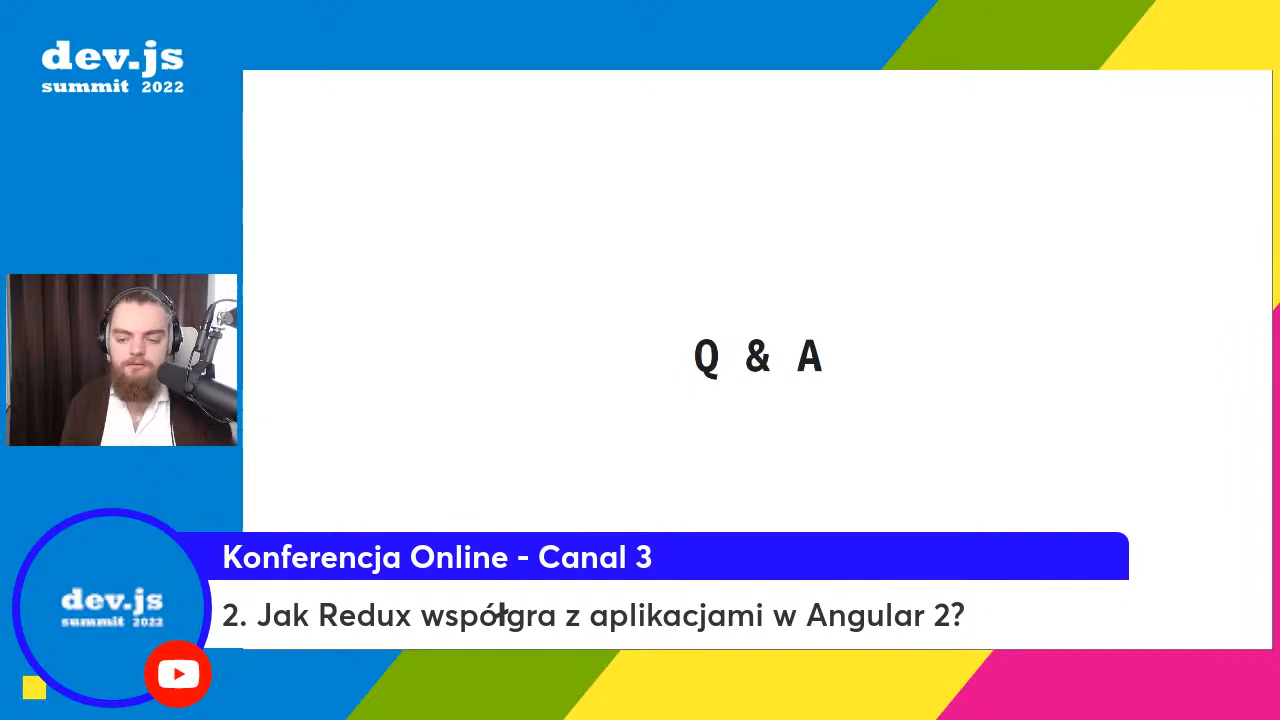 dev.js
summit 2022
Q & A
Konferencja Online - Canal 3
2. Jak Redux współgra z aplikacjami w Angular 2?
dev.js
summit 2022